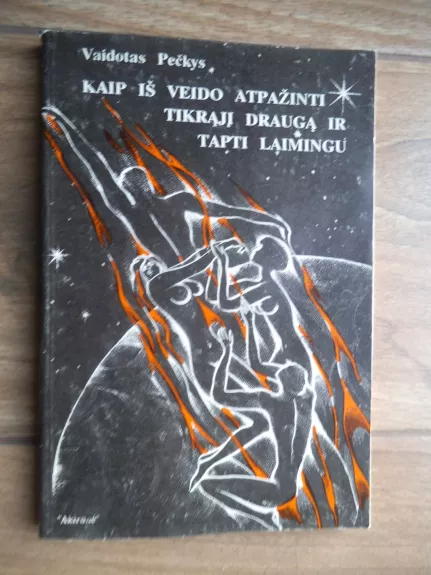 Vaidotas Pečkys
KAIP IŠ VEIDO ATPAŽINTI
TIKRĄJĮ DRAUGĄ IR
TAPTI LAIMINGU